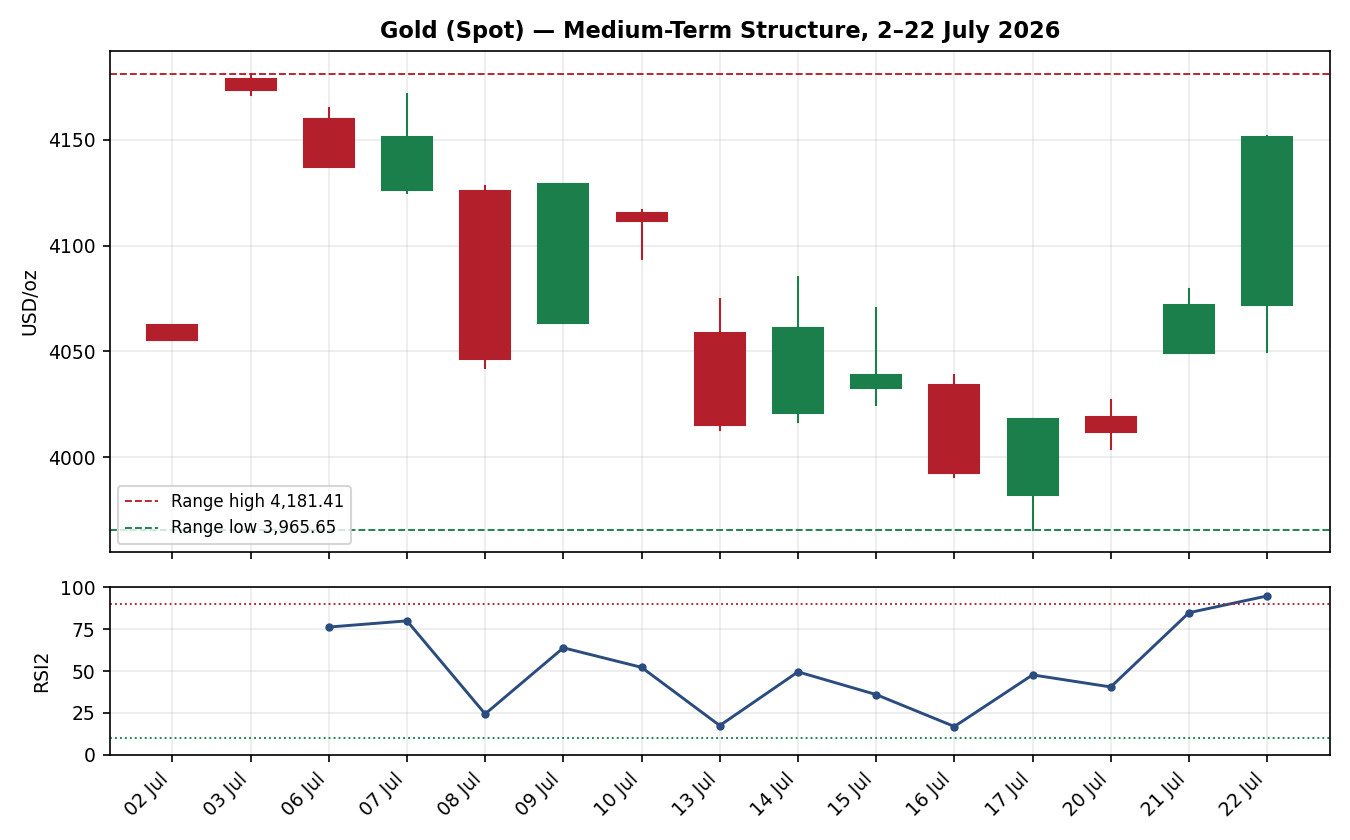 Gold (Spot) — Medium-Term Structure, 2–22 July 2026
USD/oz
4150
4100
4050
4000
Range high 4,181.41
Range low 3,965.65
RSI2
100
75
50
25
0
02 Jul
03 Jul
06 Jul
07 Jul
08 Jul
09 Jul
10 Jul
13 Jul
14 Jul
15 Jul
16 Jul
17 Jul
20 Jul
21 Jul
22 Jul